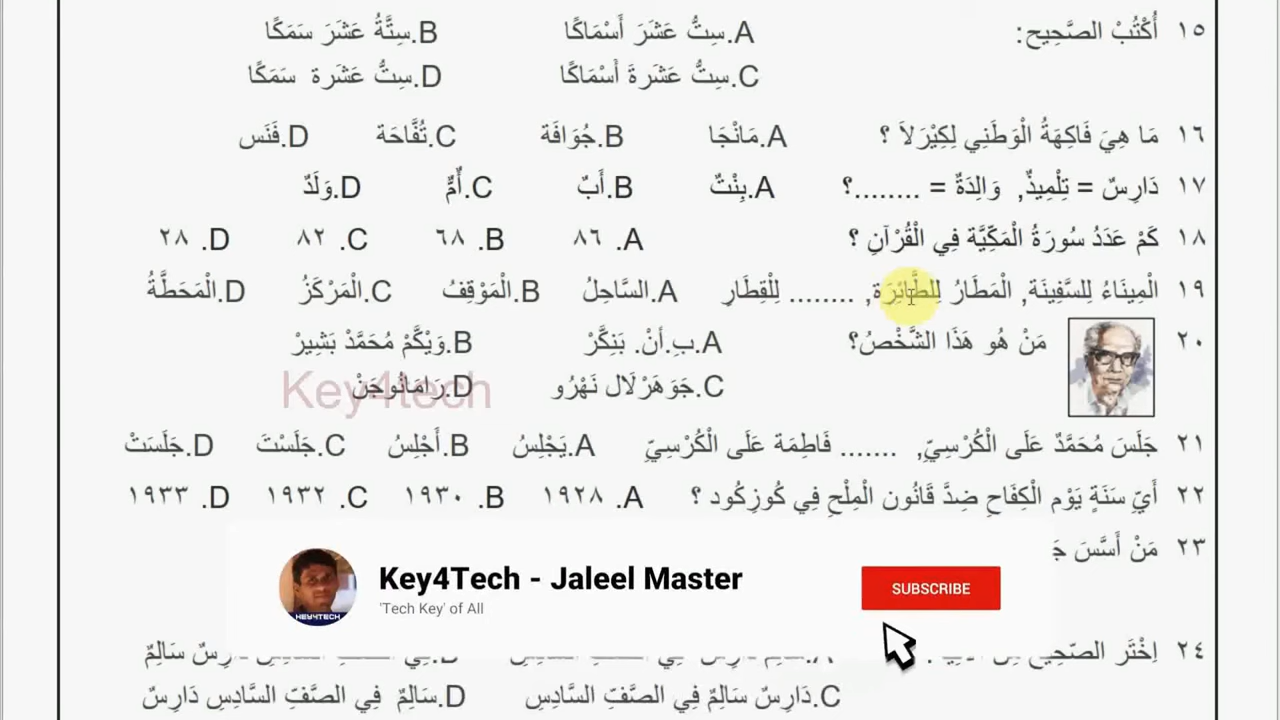 ١٥ أُكْتُبْ الصَّحِيح: A.سِتُّ عَشَرَ أَسْمَاكًا B.سِتَّةُ عَشَرَ سَمَكًا
C.سِتُّ عَشَرةَ أَسْمَاكًا D.سِتُّ عَشَرة سَمَكًا
١٦ مَا هِيَ فَاكِهَةُ الْوَطَنِي لِكِيْرَلاَ ؟ A.مَانْجَا B.جُوَافَة C.تُفَّاحَة D.فَنَس
١٧ دَارِسٌ = تِلْمِيذٌ, وَالِدَةٌ = ........؟ A.بِنْتٌ B.أَبٌ C.أُمٌّ D.وَلَدٌ
١٨ كَمْ عَدَدُ سُورَةُ الْمَكِّيَّة فِي الْقُرْآنِ ؟ A. ٨٦ B. ٦٨ C. ٨٢ D. ٢٨
١٩ الْمِينَاءُ لِلسَّفِينَة, الْمَطَارُ لِلطَّائِرَة, ........ لِلْقِطَارِ A.السَّاحِلُ B.الْمَوْقِفُ C.الْمَرْكَزُ D.الْمَحَطَّةُ
٢٠ مَنْ هُو هَذَا الشَّخْصُ؟ A.ب.أنْ. بَنِكَّرْ B.وَيْكَّمْ مُحَمَّدْ بَشِيرْ
C.جَوَهَرْلَال نَهْرُو D.رَامَانُوجَنْ
Key4tech
٢١ جَلَسَ مُحَمَّدٌ عَلَى الْكُرْسِيِّ, ....... فَاطِمَة عَلَى الْكُرْسِيِّ A.يَجْلِسُ B.أَجْلِسُ C.جَلَسْتَ D.جَلَسَتْ
٢٢ أَيِّ سَنَةٍ يَوْم الْكِفَاحِ ضِدَّ قَانُون الْمِلْحِ فِي كُوزِكُود ؟ A. ١٩٢٨ B. ١٩٣٠ C. ١٩٣٢ D. ١٩٣٣
٢٣ مَنْ أَسَّسَ جَ
Key4Tech - Jaleel Master
'Tech Key' of All
KEY4TECH
SUBSCRIBE
٢٤ اِخْتَر الصّحِيح
C.دَارِسٌ سَالِمٌ فِي الصَّفّ السَّادِسِ D.سَالِمٌ فِي الصَّفّ السَّادِسِ دَارِسٌ